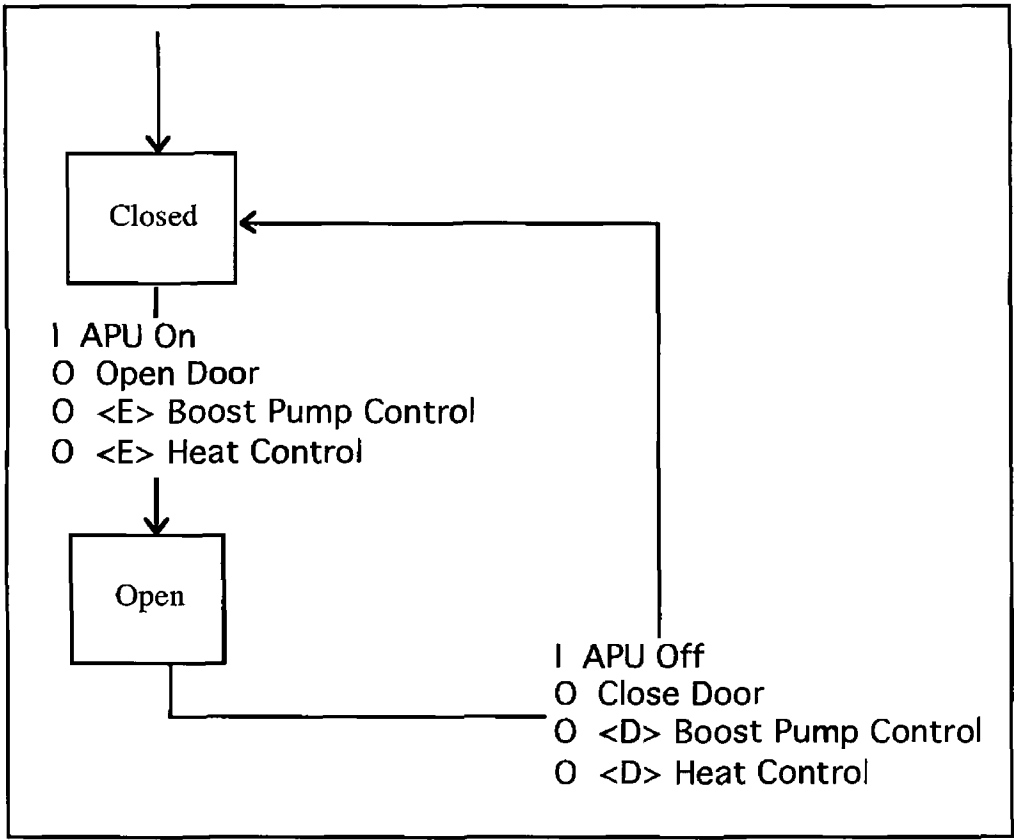 Closed
I APU On
O Open Door
O <E> Boost Pump Control
O <E> Heat Control
Open
I APU Off
O Close Door
O <D> Boost Pump Control
O <D> Heat Control